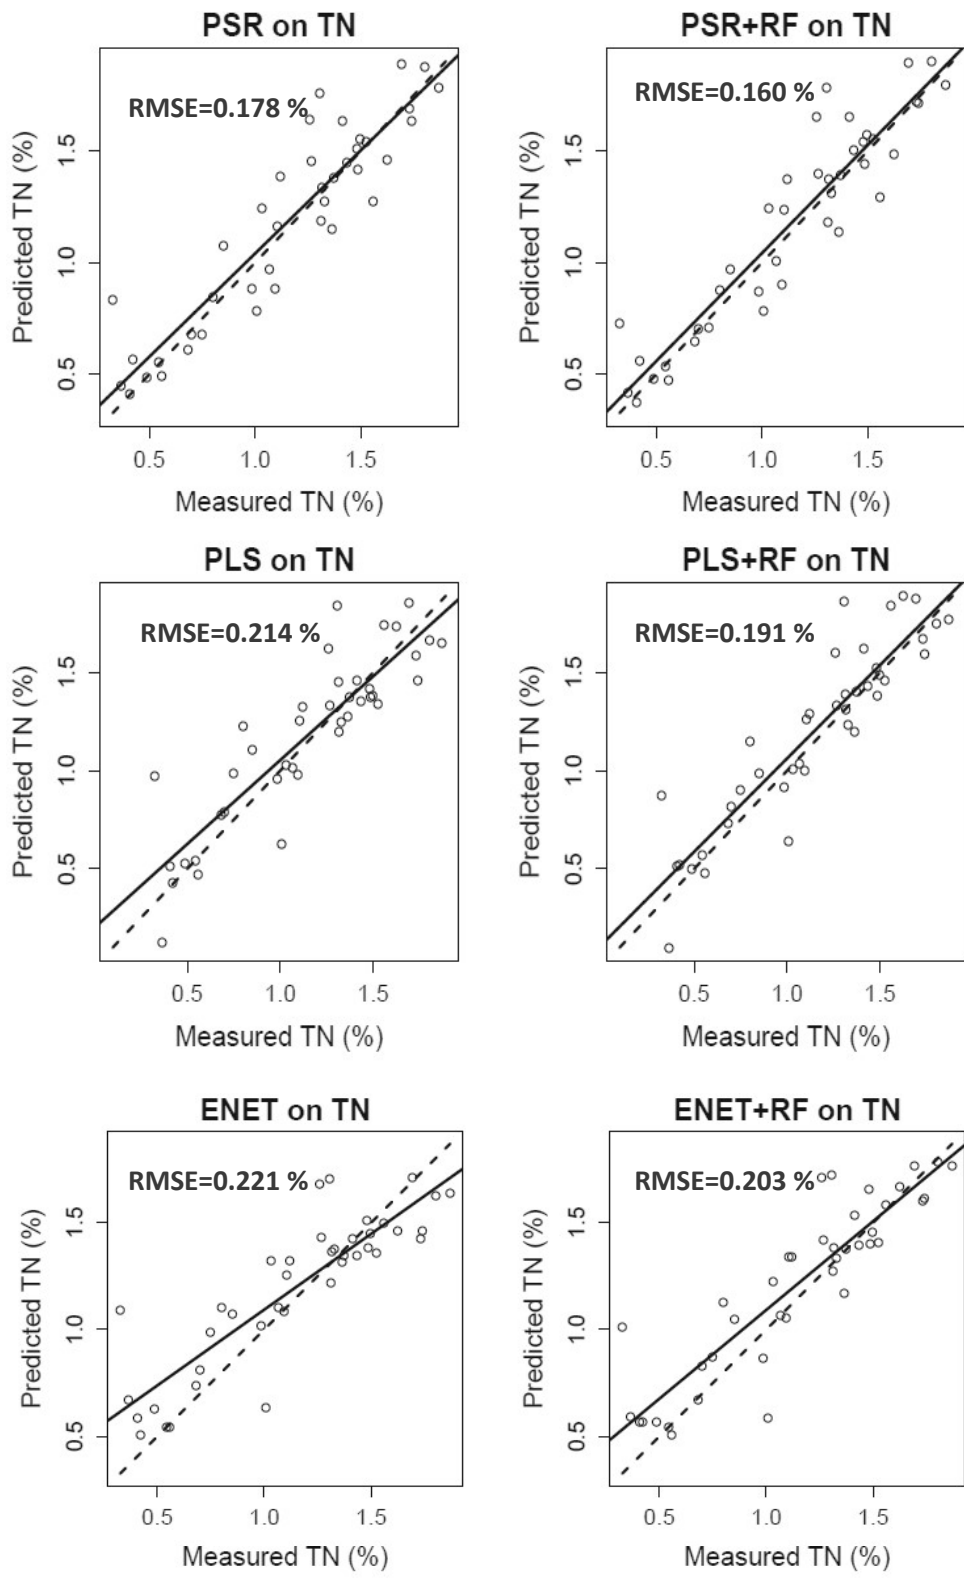 PSR on TN
RMSE=0.178 %
Predicted TN (%)
1.5
1.0
0.5
0.5 1.0 1.5
Measured TN (%)
PSR+RF on TN
RMSE=0.160 %
Predicted TN (%)
1.5
1.0
0.5
0.5 1.0 1.5
Measured TN (%)
PLS on TN
RMSE=0.214 %
Predicted TN (%)
1.5
1.0
0.5
0.5 1.0 1.5
Measured TN (%)
PLS+RF on TN
RMSE=0.191 %
Predicted TN (%)
1.5
1.0
0.5
0.5 1.0 1.5
Measured TN (%)
ENET on TN
RMSE=0.221 %
Predicted TN (%)
1.5
1.0
0.5
0.5 1.0 1.5
Measured TN (%)
ENET+RF on TN
RMSE=0.203 %
Predicted TN (%)
1.5
1.0
0.5
0.5 1.0 1.5
Measured TN (%)